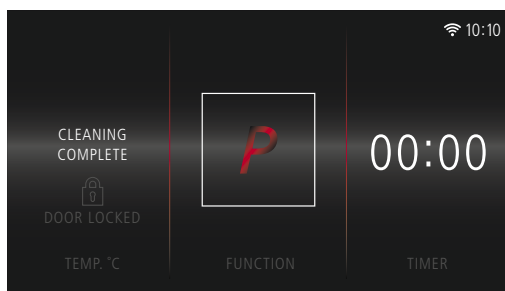 10:10
CLEANING
COMPLETE
P
00:00
DOOR LOCKED
TEMP. °C
FUNCTION
TIMER